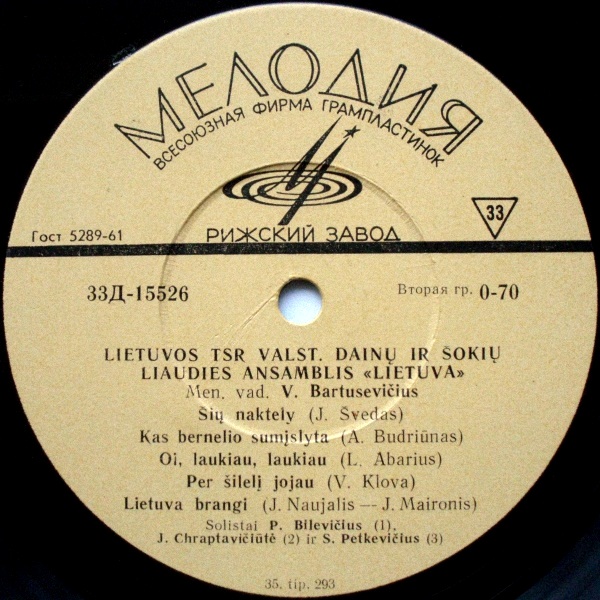 МЕЛОДИЯ
ВСЕСОЮЗНАЯ ФИРМА ГРАМПЛАСТИНОК
33
Гост 5289-61
РИЖСКИЙ ЗАВОД
33Д-15526
Вторая гр. 0-70
LIETUVOS TSR VALST. DAINŲ IR ŠOKIŲ
LIAUDIES ANSAMBLIS «LIETUVA»
Men. vad. V. Bartusevičius
Šių naktely (J. Švedas)
Kas bernelio sumįslyta (A. Budriūnas)
Oi, laukiau, laukiau (L. Abarius)
Per šilelį jojau (V. Klova)
Lietuva brangi (J. Naujalis — J. Maironis)
Solistai P. Bilevičius (1),
J. Chraptavičiūtė (2) ir S. Petkevičius (3)
35. tip. 293